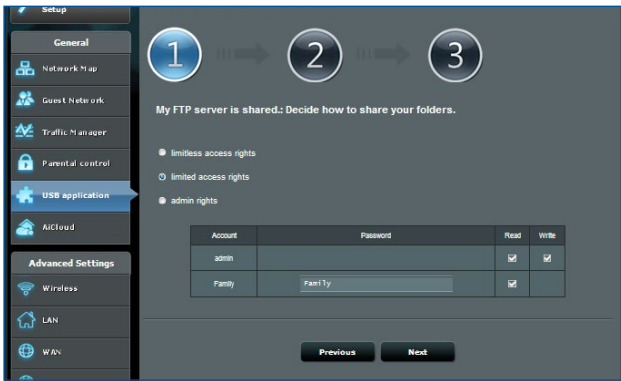 Setup
General
Network Map
Guest Network
Traffic Manager
Parental control
USB application
AiCloud
Advanced Settings
Wireless
LAN
WAN
1 2 3
My FTP server is shared.: Decide how to share your folders.
limitless access rights
limited access rights
admin rights
Account Password Read Write
admin
Family Family
Previous Next